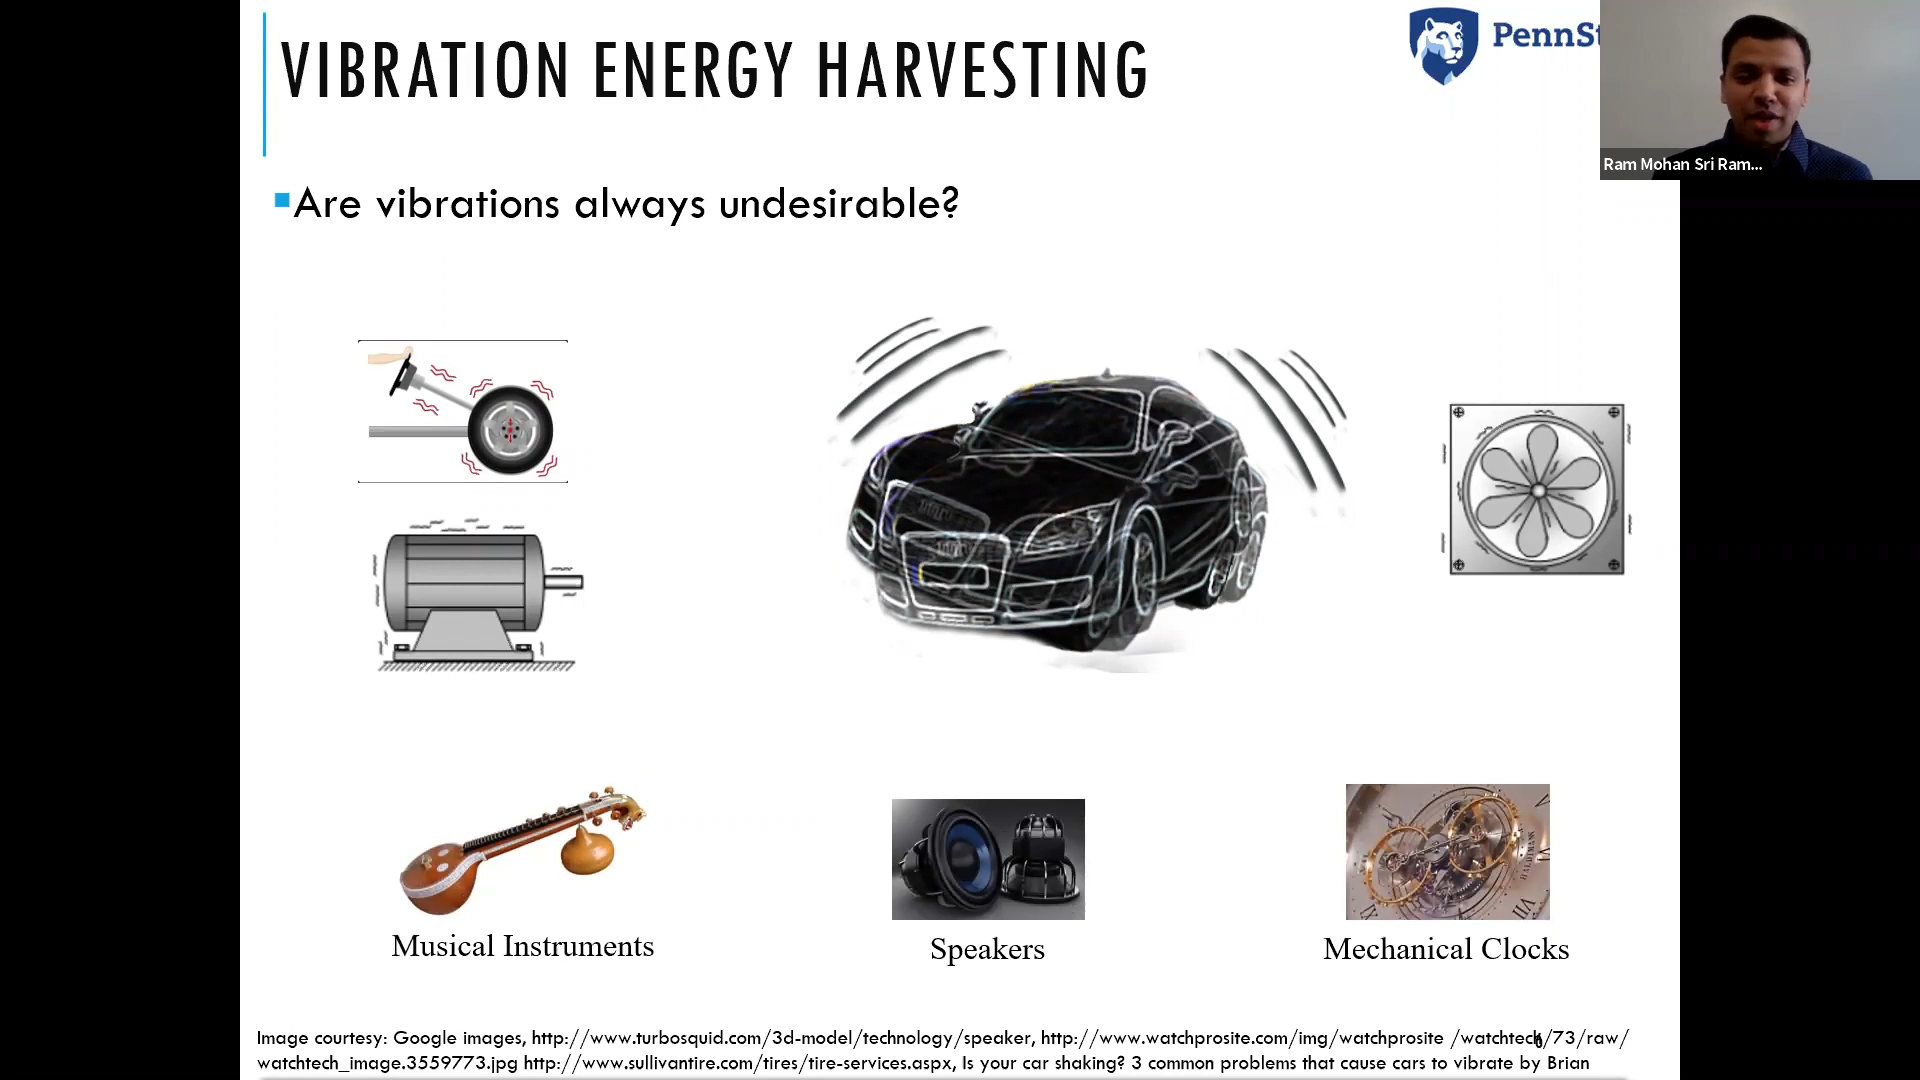 VIBRATION ENERGY HARVESTING
PennSt
Ram Mohan Sri Ram...
Are vibrations always undesirable?
Musical Instruments
Speakers
Mechanical Clocks
Image courtesy: Google images, http://www.turbosquid.com/3d-model/technology/speaker, http://www.watchprosite.com/img/watchprosite /watchtech/73/raw/
watchtech_image.3559773.jpg http://www.sullivantire.com/tires/tire-services.aspx, Is your car shaking? 3 common problems that cause cars to vibrate by Brian